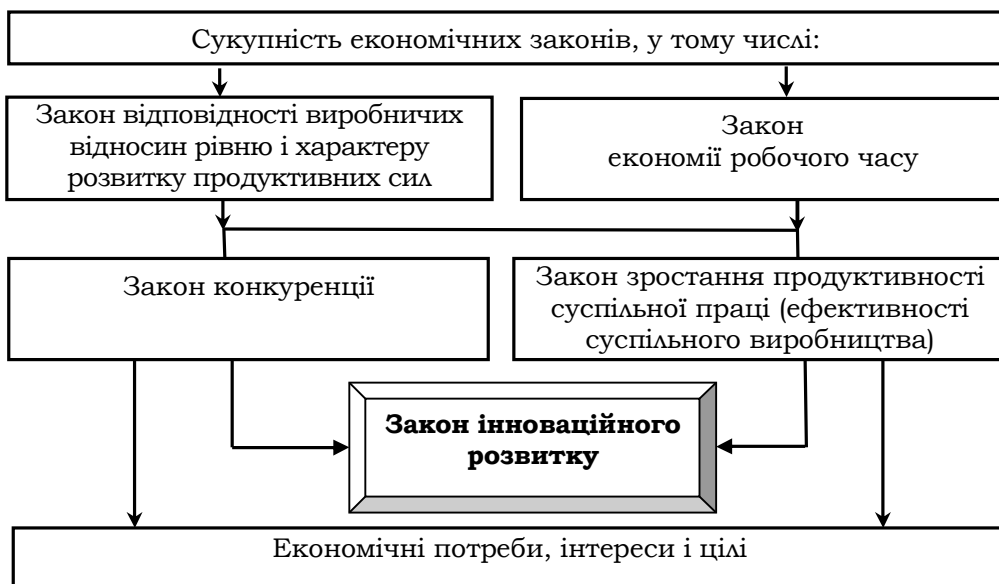 Сукупність економічних законів, у тому числі:
Закон відповідності виробничих
відносин рівню і характеру
розвитку продуктивних сил
Закон
економії робочого часу
Закон конкуренції
Закон зростання продуктивності
суспільної праці (ефективності
суспільного виробництва)
Закон інноваційного
розвитку
Економічні потреби, інтереси і цілі